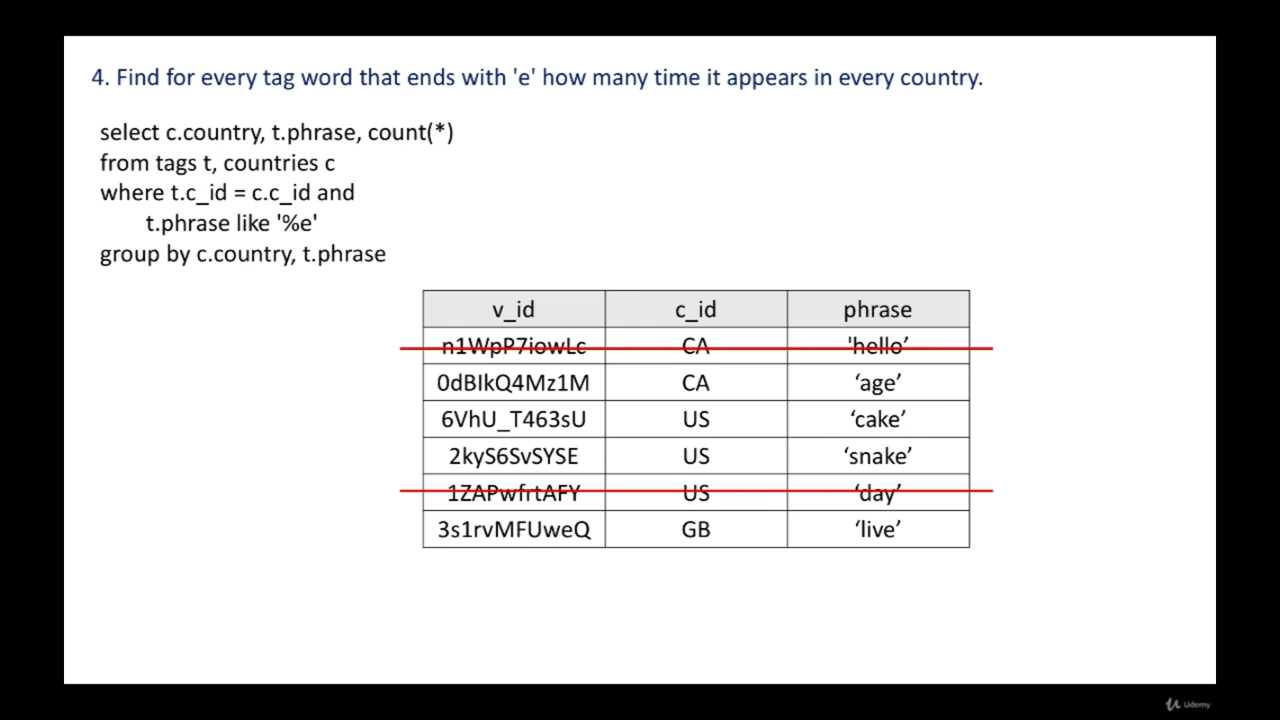 4. Find for every tag word that ends with 'e' how many time it appears in every country.
select c.country, t.phrase, count(*)
from tags t, countries c
where t.c_id = c.c_id and
t.phrase like '%e'
group by c.country, t.phrase
v_id c_id phrase
n1WpP7iowLc CA 'hello’
0dBIkQ4Mz1M CA ‘age’
6VhU_T463sU US ‘cake’
2kyS6SvSYSE US ‘snake’
1ZAPwfrtAFY US ‘day’
3s1rvMFUweQ GB ‘live’
Udemy